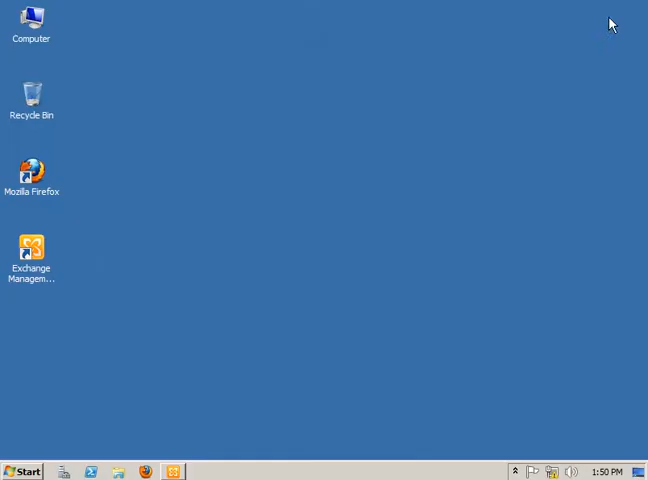 Computer
Recycle Bin
Mozilla Firefox
Exchange
Managem...
Start
1:50 PM